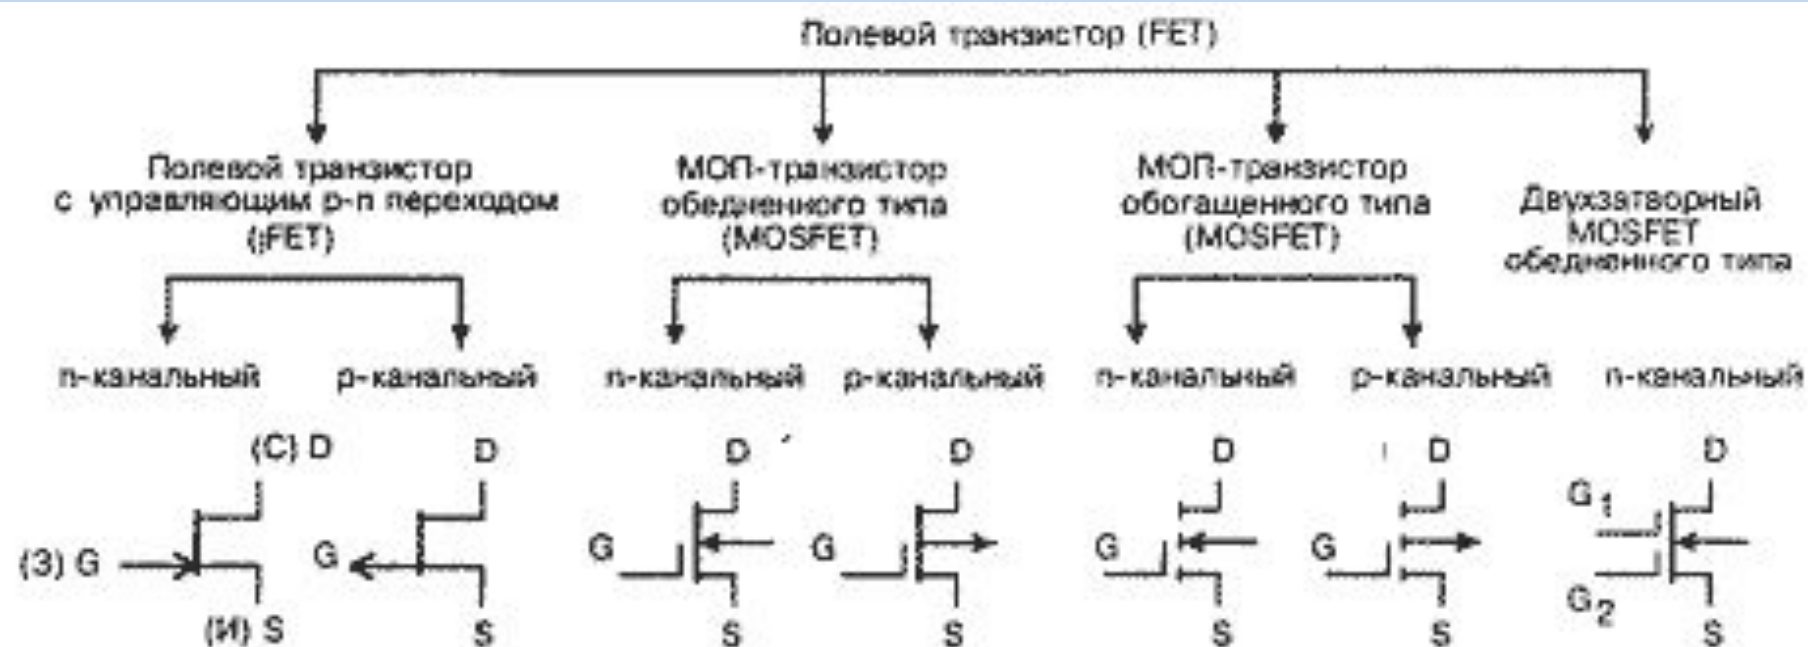 Полевой транзистор (FET)
Полевой транзистор
с управляющим p-n переходом
(jFET)
МОП-транзистор
обедненного типа
(MOSFET)
МОП-транзистор
обогащенного типа
(MOSFET)
Двухзатворный
MOSFET
обедненного типа
n-канальный
p-канальный
n-канальный
p-канальный
n-канальный
p-канальный
n-канальный
(С) D
(З) G
(И) S
D
G
S
D
G
S
D
G
S
D
G
S
D
G
S
D
G1
G2
S